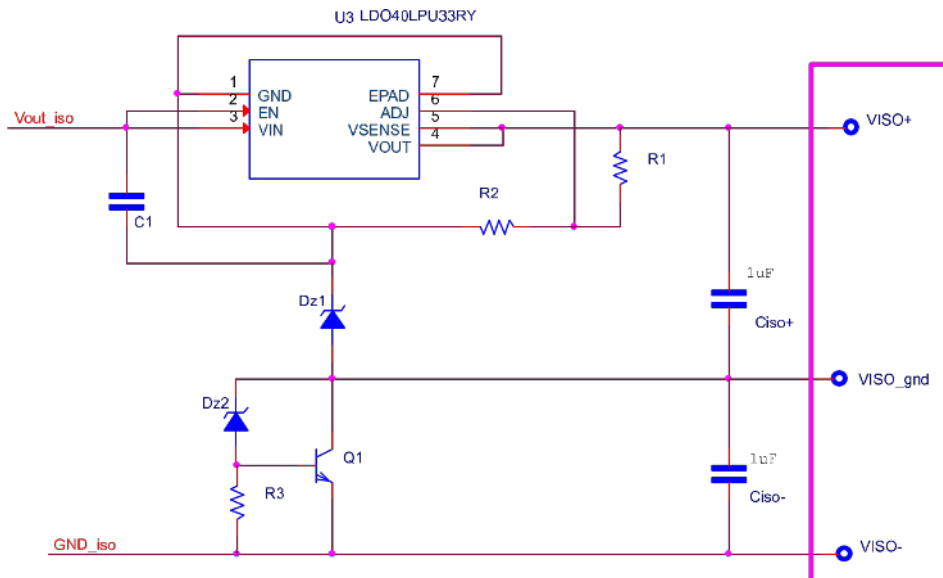 U3 LDO40LPU33RY
1
2
3
GND
EN
VIN
EPAD
ADJ
VSENSE
VOUT
7
6
5
4
Vout_iso
VISO+
R1
R2
C1
1uF
Ciso+
Dz1
VISO_gnd
Dz2
Q1
R3
1uF
Ciso-
GND_iso
VISO-